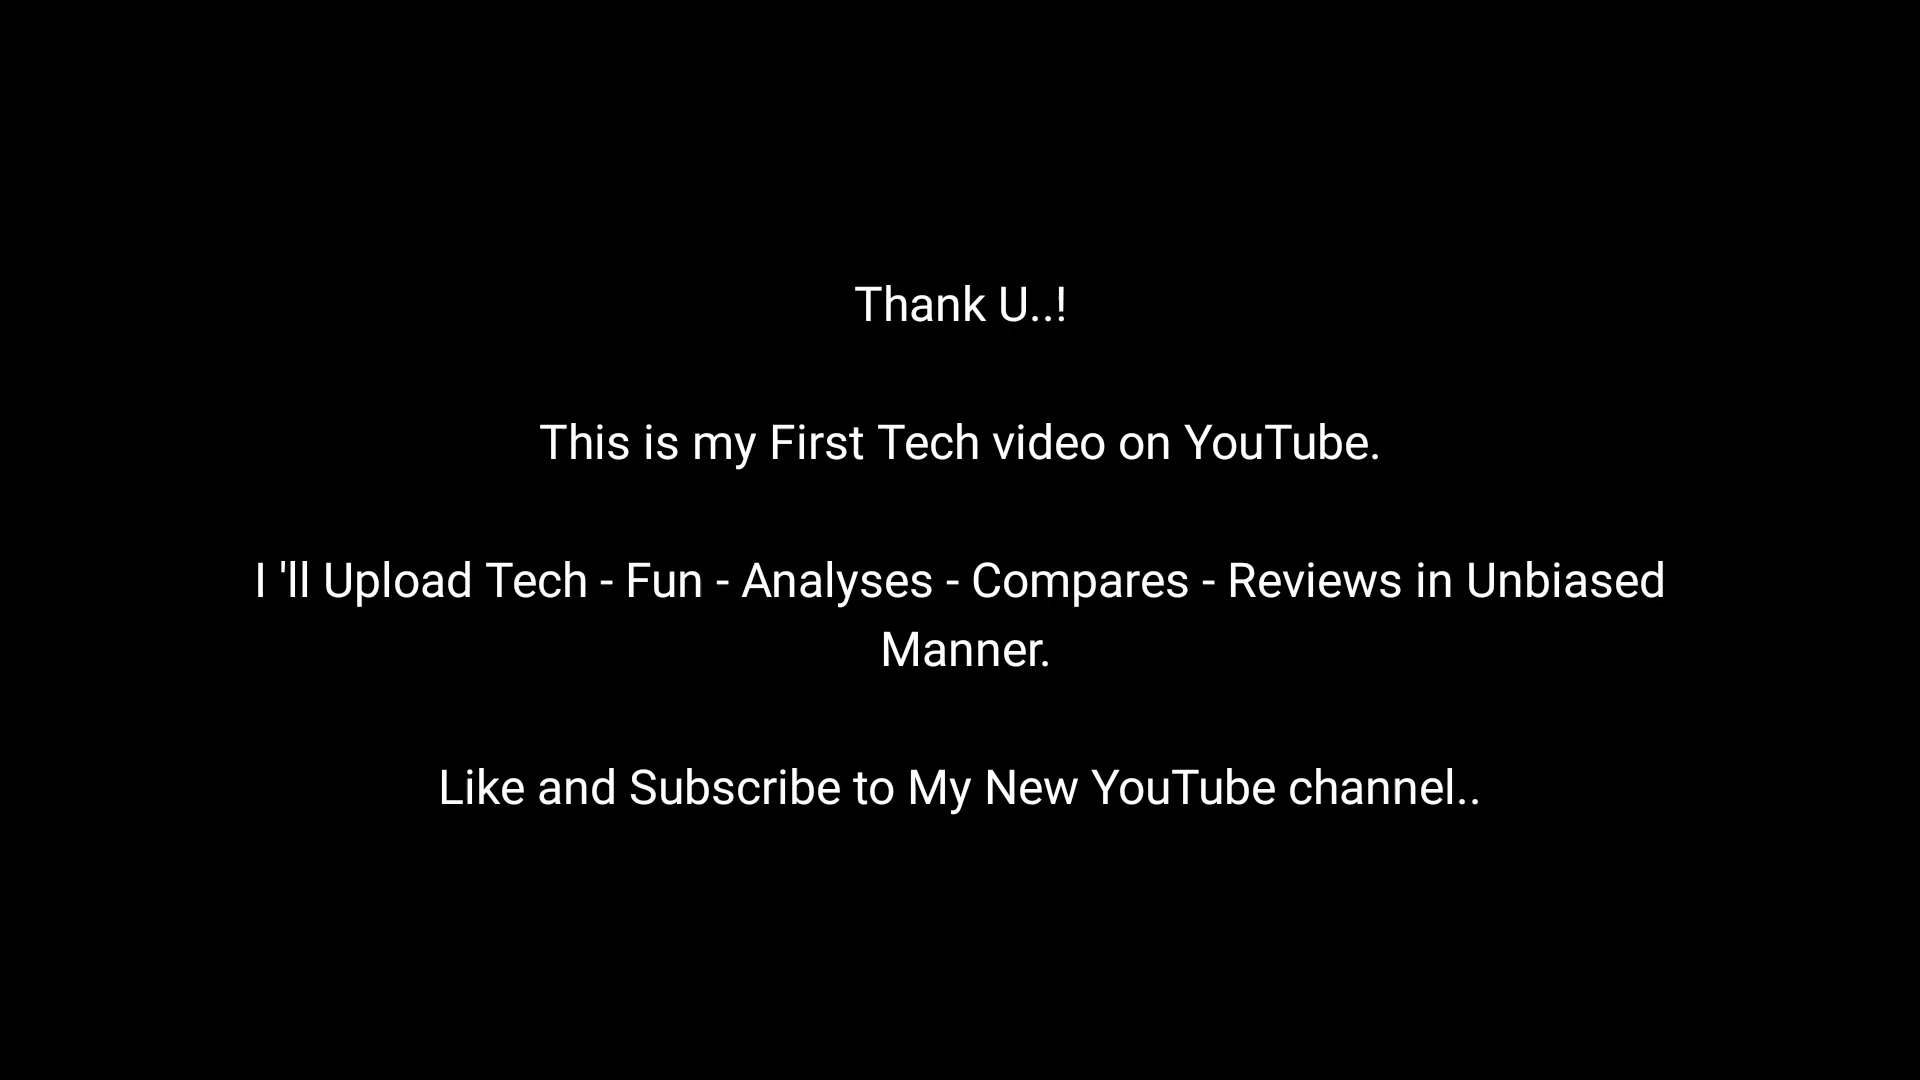 Thank U..!
This is my First Tech video on YouTube.
I 'll Upload Tech - Fun - Analyses - Compares - Reviews in Unbiased
Manner.
Like and Subscribe to My New YouTube channel..